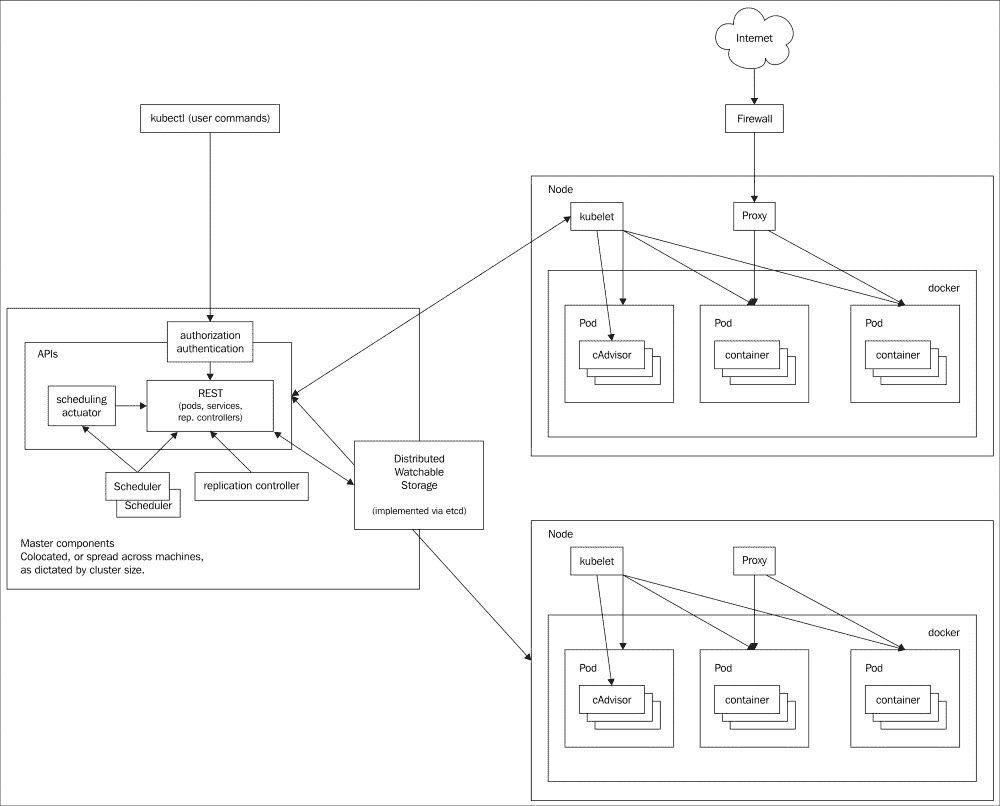 Internet
kubectl (user commands)
Firewall
Node
kubelet
Proxy
docker
Pod
cAdvisor
Pod
container
Pod
container
authorization
authentication
APIs
scheduling
actuator
REST
(pods, services,
rep. controllers)
Scheduler
Scheduler
replication controller
Distributed
Watchable
Storage
(implemented via etcd)
Master components
Colocated, or spread across machines,
as dictated by cluster size.
Node
kubelet
Proxy
docker
Pod
cAdvisor
Pod
container
Pod
container